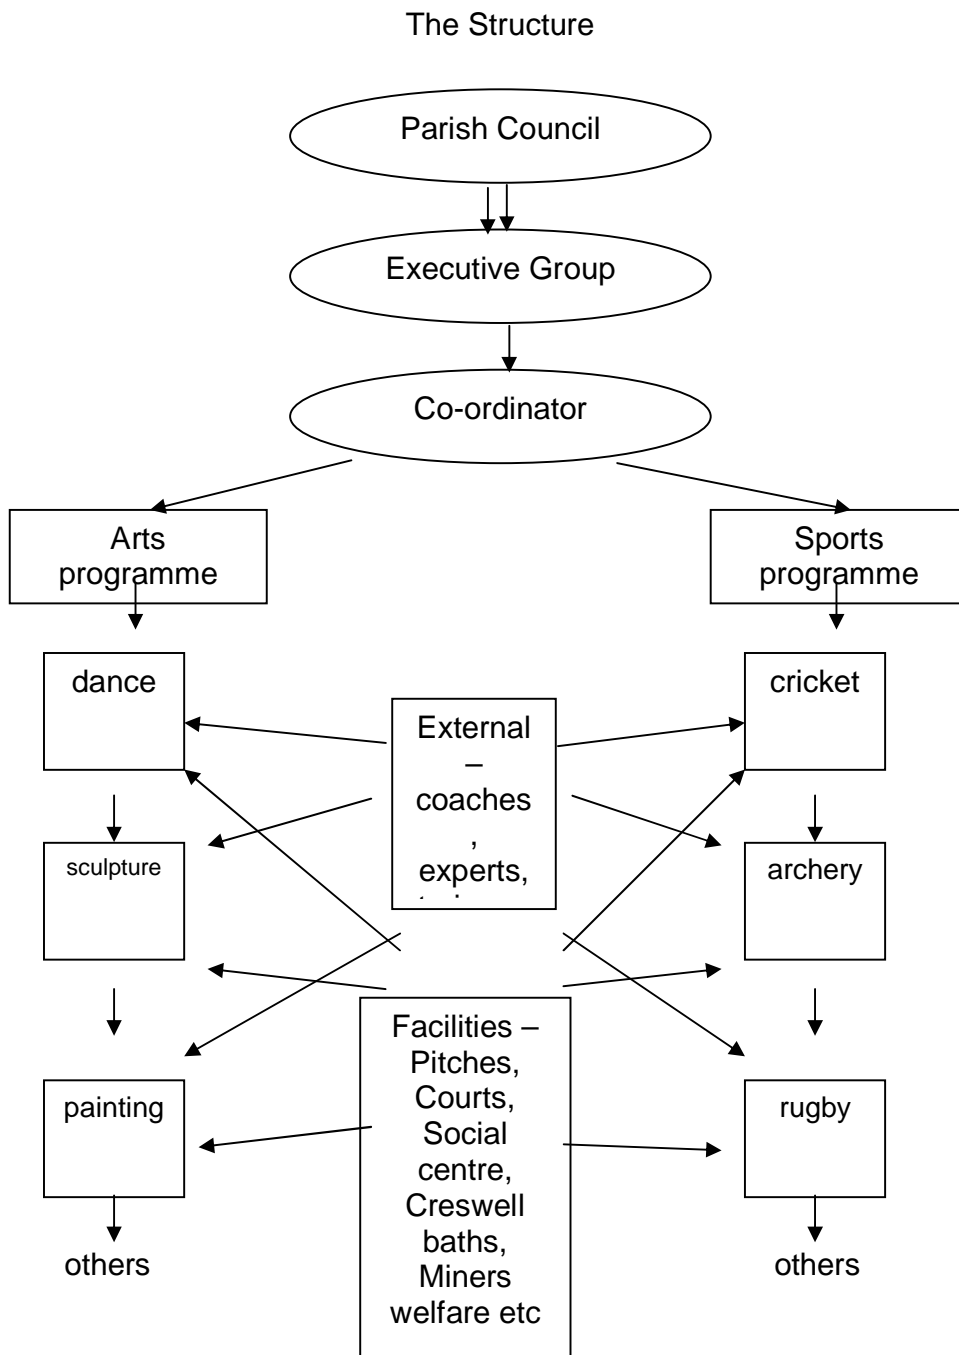 The Structure
Parish Council
Executive Group
Co-ordinator
Arts
programme
Sports
programme
dance
cricket
External
–
coaches
,
experts,
sculpture
archery
Facilities –
Pitches,
Courts,
Social
centre,
Creswell
baths,
Miners
welfare etc
painting
rugby
others
others